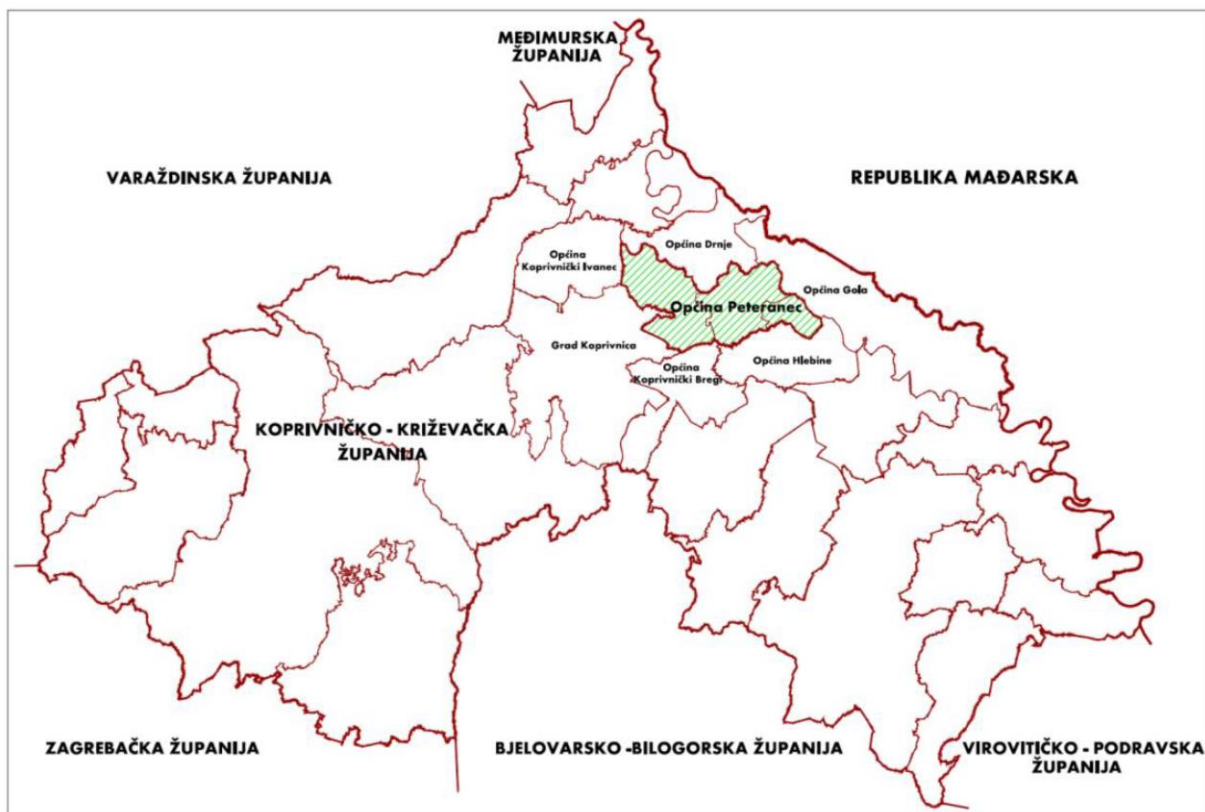 MEĐIMURSKA
ŽUPANIJA
VARAŽDINSKA ŽUPANIJA
REPUBLIKA MAĐARSKA
Općina Drnje
Općina
Koprivnički Ivanec
Općina Gola
Općina Peteranec
Grad Koprivnica
Općina Hlebine
Općina
Koprivnički Bregi
KOPRIVNIČKO - KRIŽEVAČKA
ŽUPANIJA
ZAGREBAČKA ŽUPANIJA
BJELOVARSKO -BILOGORSKA ŽUPANIJA
VIROVITIČKO - PODRAVSKA
ŽUPANIJA